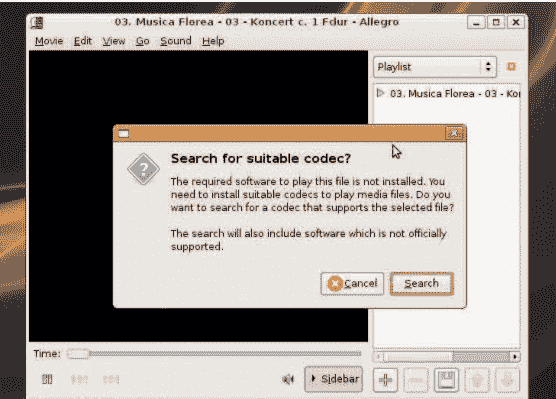 03. Musica Florea - 03 - Koncert c. 1 Fdur - Allegro
Movie Edit View Go Sound Help
Playlist
03. Musica Florea - 03 - Kon
Search for suitable codec?
The required software to play this file is not installed. You
need to install suitable codecs to play media files. Do you
want to search for a codec that supports the selected file?
The search will also include software which is not officially
supported.
Cancel
Search
Time:
Sidebar